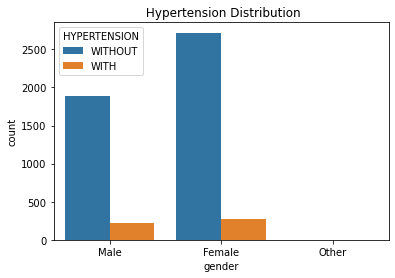 Hypertension Distribution
HYPERTENSION
WITHOUT
WITH
count
2500
2000
1500
1000
500
0
Male
Female
Other
gender